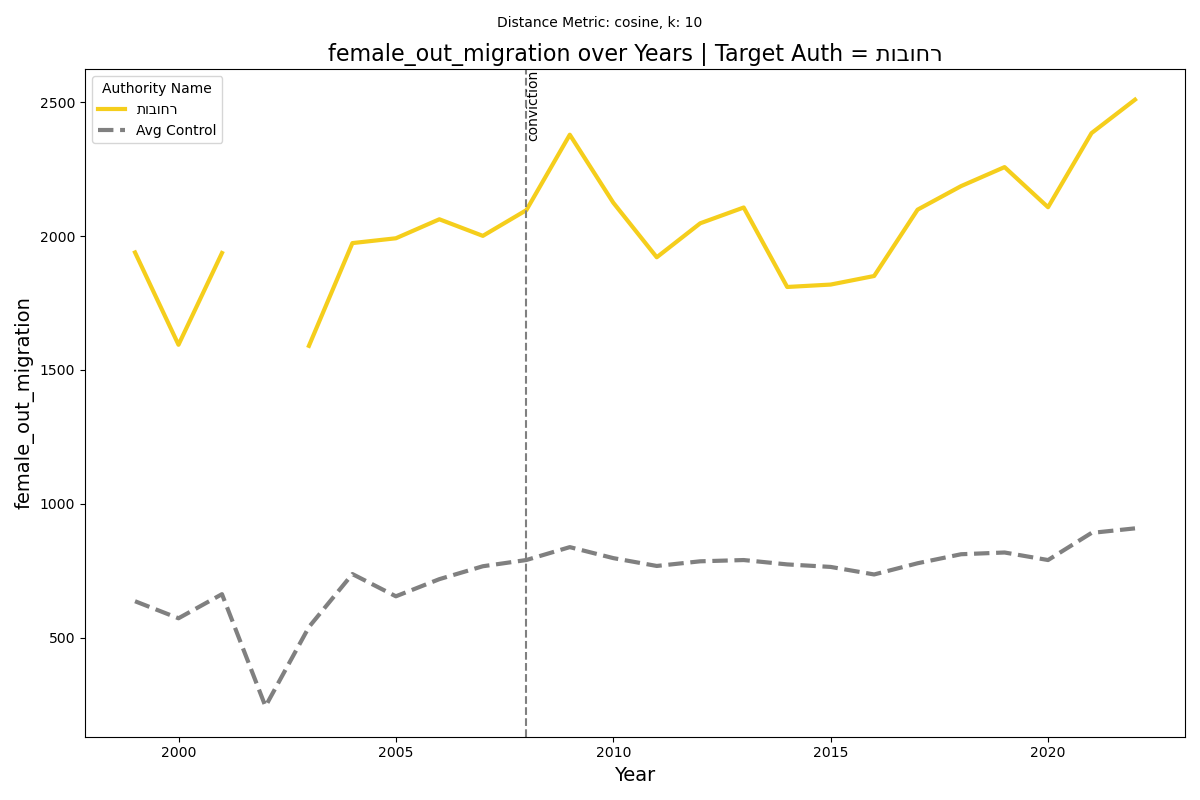 Distance Metric: cosine, k: 10
female_out_migration over Years | Target Auth = רחובות
Authority Name
רחובות
Avg Control
conviction
female_out_migration
2500
2000
1500
1000
500
2000
2005
2010
2015
2020
Year